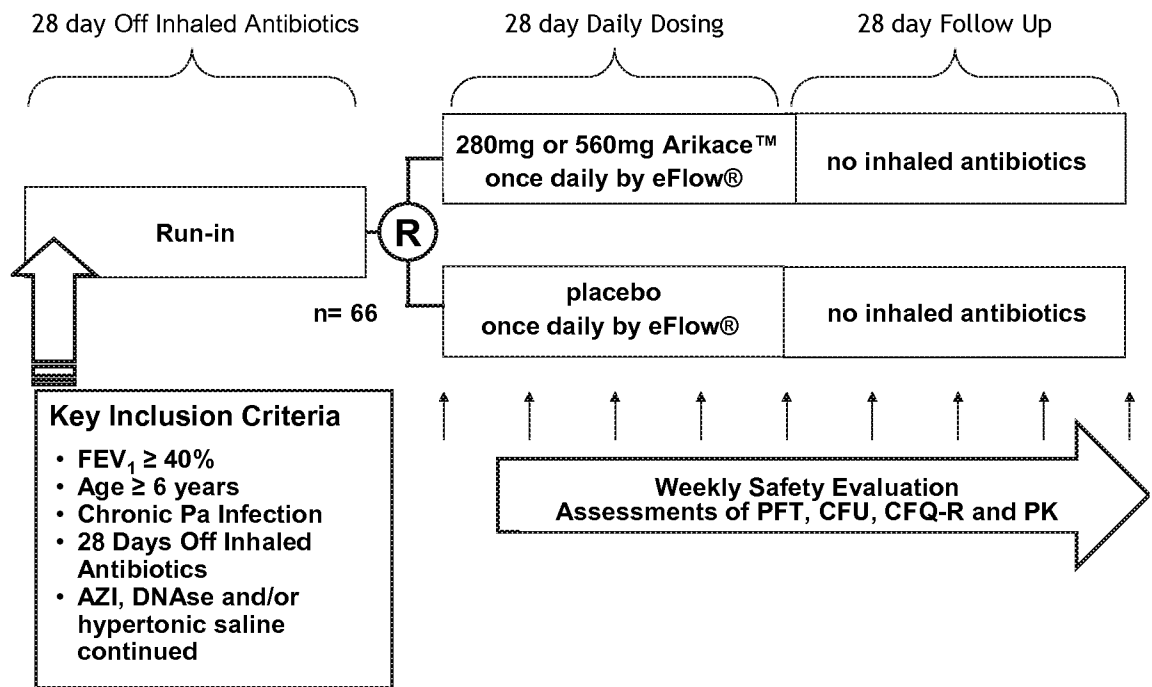 28 day Off Inhaled Antibiotics
28 day Daily Dosing
28 day Follow Up
280mg or 560mg Arikace™
once daily by eFlow®
no inhaled antibiotics
Run-in
R
n= 66
placebo
once daily by eFlow®
no inhaled antibiotics
Key Inclusion Criteria
• FEV₁ ≥ 40%
• Age ≥ 6 years
• Chronic Pa Infection
• 28 Days Off Inhaled
Antibiotics
• AZI, DNAse and/or
hypertonic saline
continued
Weekly Safety Evaluation
Assessments of PFT, CFU, CFQ-R and PK